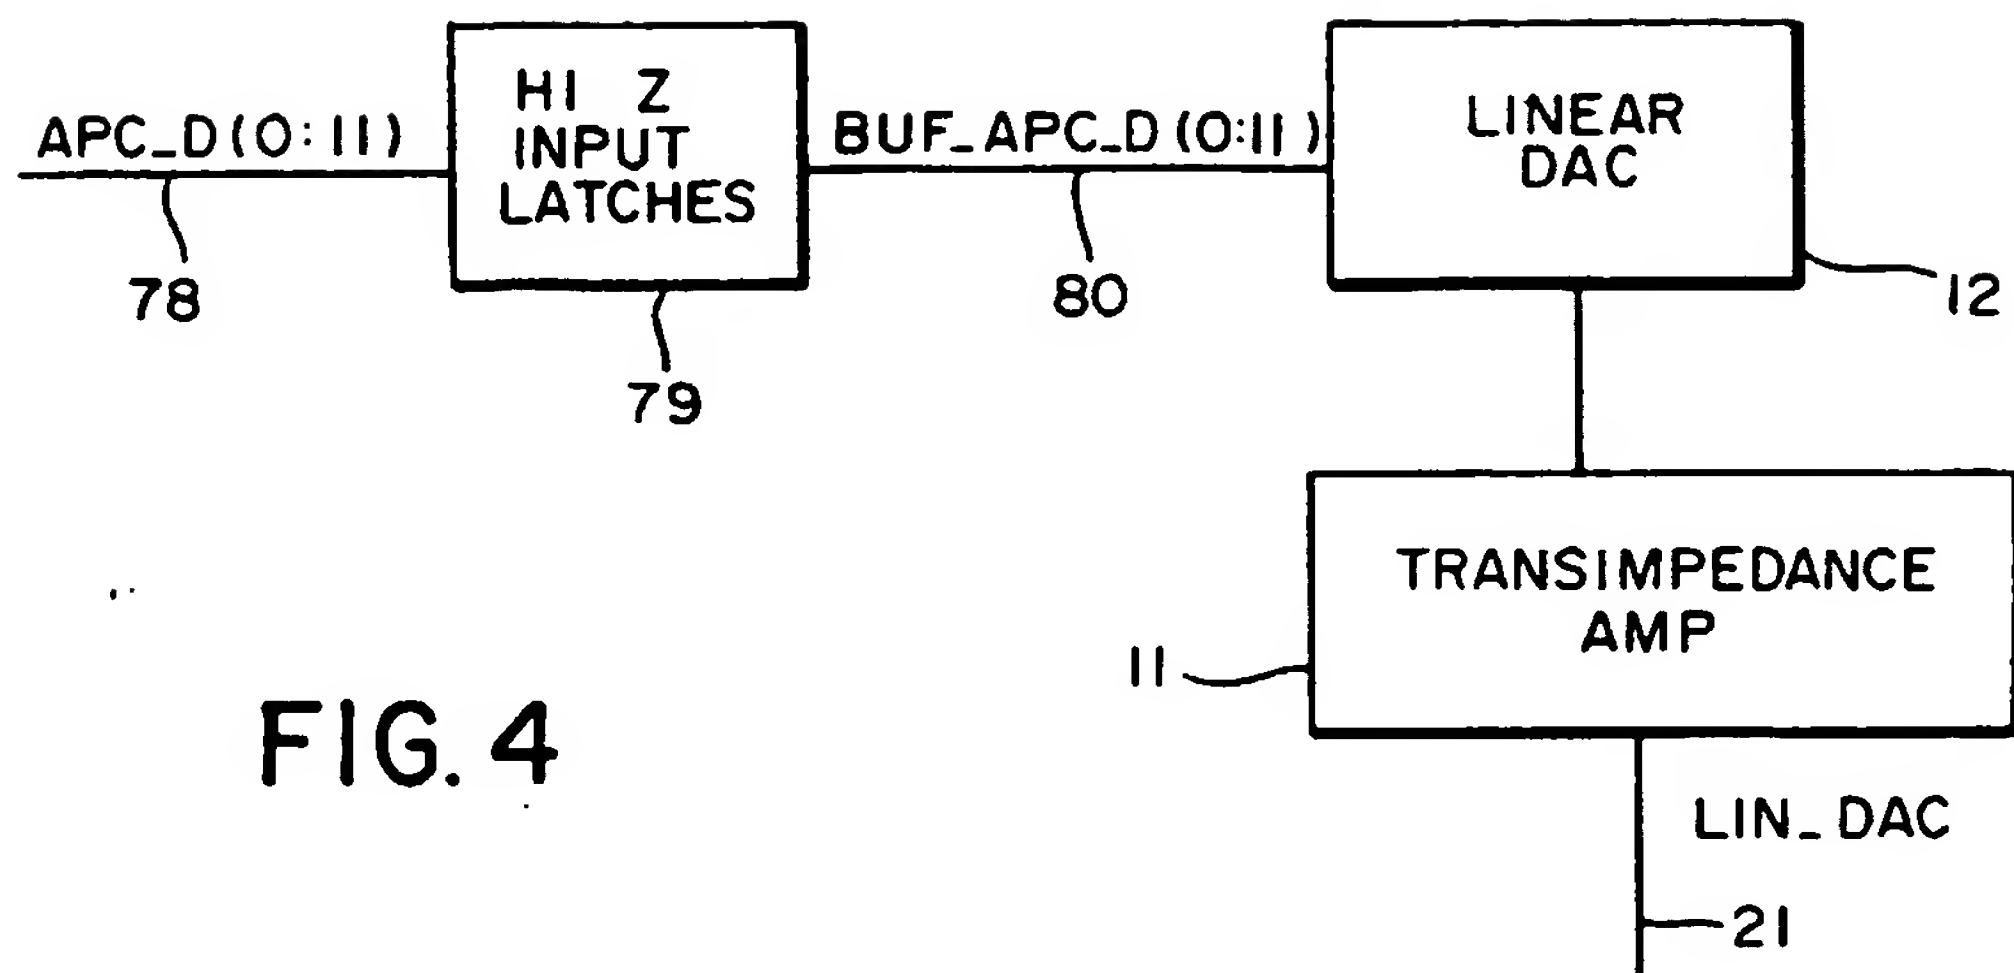 APC_D(0:11)
HI Z
INPUT
LATCHES
BUF_APC_D(0:11)
LINEAR
DAC
78
79
80
12
TRANSIMPEDANCE
AMP
11
FIG. 4
LIN_DAC
21